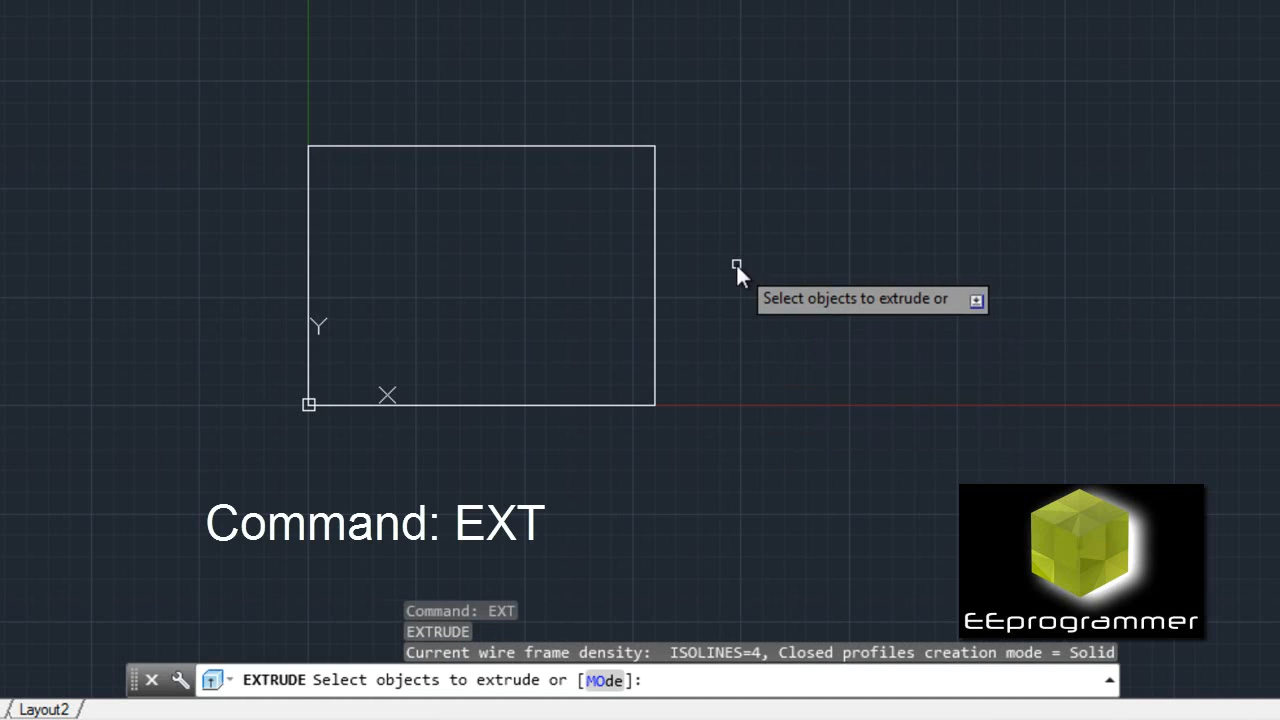 Y
Select objects to extrude or
X
Command: EXT
EEprogrammer
Command: EXT
EXTRUDE
Current wire frame density:  ISOLINES=4, Closed profiles creation mode = Solid
EXTRUDE Select objects to extrude or [MOde]:
Layout2